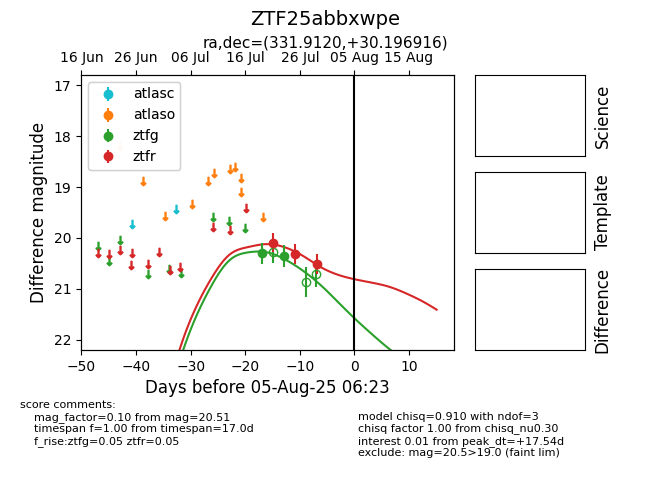 ZTF25abbxwpe
ra,dec=(331.9120,+30.196916)
16 Jun 26 Jun 06 Jul 16 Jul 26 Jul 05 Aug 15 Aug
17
18
19
20
21
22
Difference magnitude
atlasc
atlaso
ztfg
ztfr
−50 −40 −30 −20 −10 0 10
Days before 05-Aug-25 06:23
Science
Template
Difference
score comments:
mag_factor=0.10 from mag=20.51
timespan f=1.00 from timespan=17.0d
f_rise:ztfg=0.05 ztfr=0.05
model chisq=0.910 with ndof=3
chisq factor 1.00 from chisq_nu0.30
interest 0.01 from peak_dt=+17.54d
exclude: mag=20.5>19.0 (faint lim)